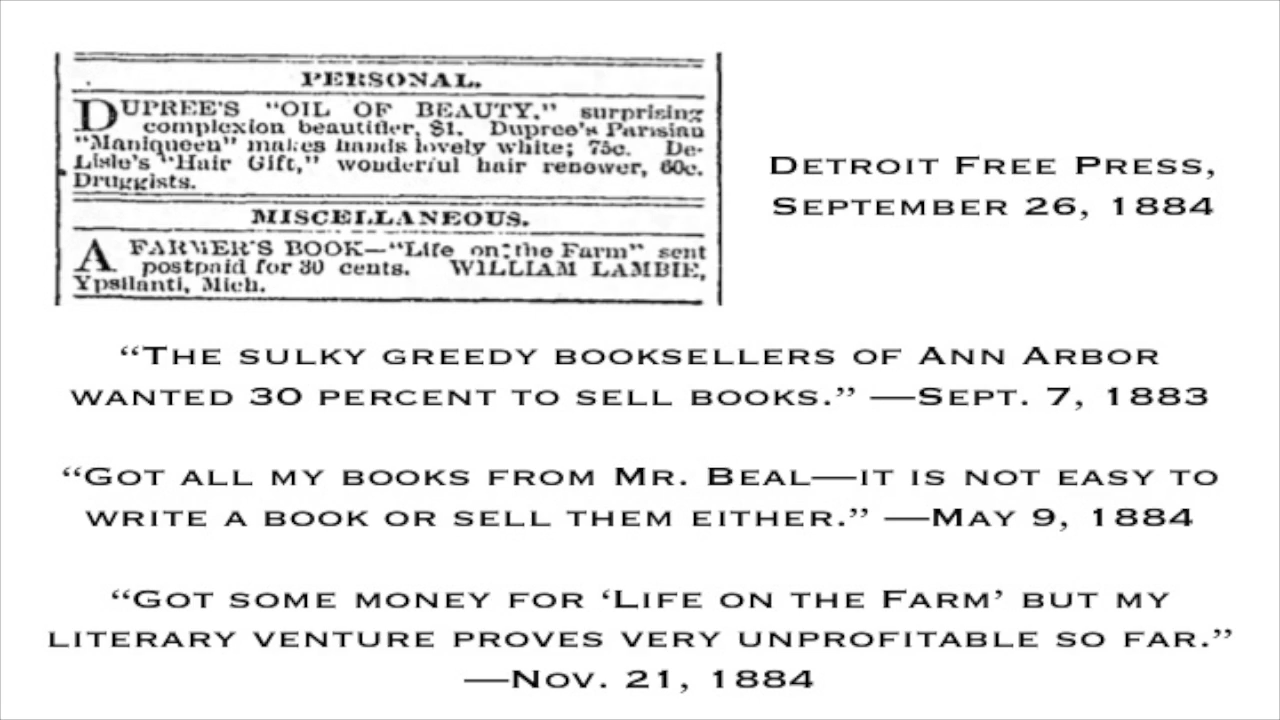 PERSONAL.
DUPREE'S "OIL OF BEAUTY," surprising
complexion beautifier, $1. Dupree's Parisian
"Maniqueen" makes hands lovely white; 75c. De-
Lisle's "Hair Gift," wonderful hair renower, 60c.
Druggists.
MISCELLANEOUS.
A FARMER'S BOOK—"Life on the Farm" sent
postpaid for 30 cents. WILLIAM LAMBIE,
Ypsilanti, Mich.
DETROIT FREE PRESS,
SEPTEMBER 26, 1884
“THE SULKY GREEDY BOOKSELLERS OF ANN ARBOR
WANTED 30 PERCENT TO SELL BOOKS.” —SEPT. 7, 1883
“GOT ALL MY BOOKS FROM MR. BEAL—IT IS NOT EASY TO
WRITE A BOOK OR SELL THEM EITHER.” —MAY 9, 1884
“GOT SOME MONEY FOR ‘LIFE ON THE FARM’ BUT MY
LITERARY VENTURE PROVES VERY UNPROFITABLE SO FAR.”
—NOV. 21, 1884